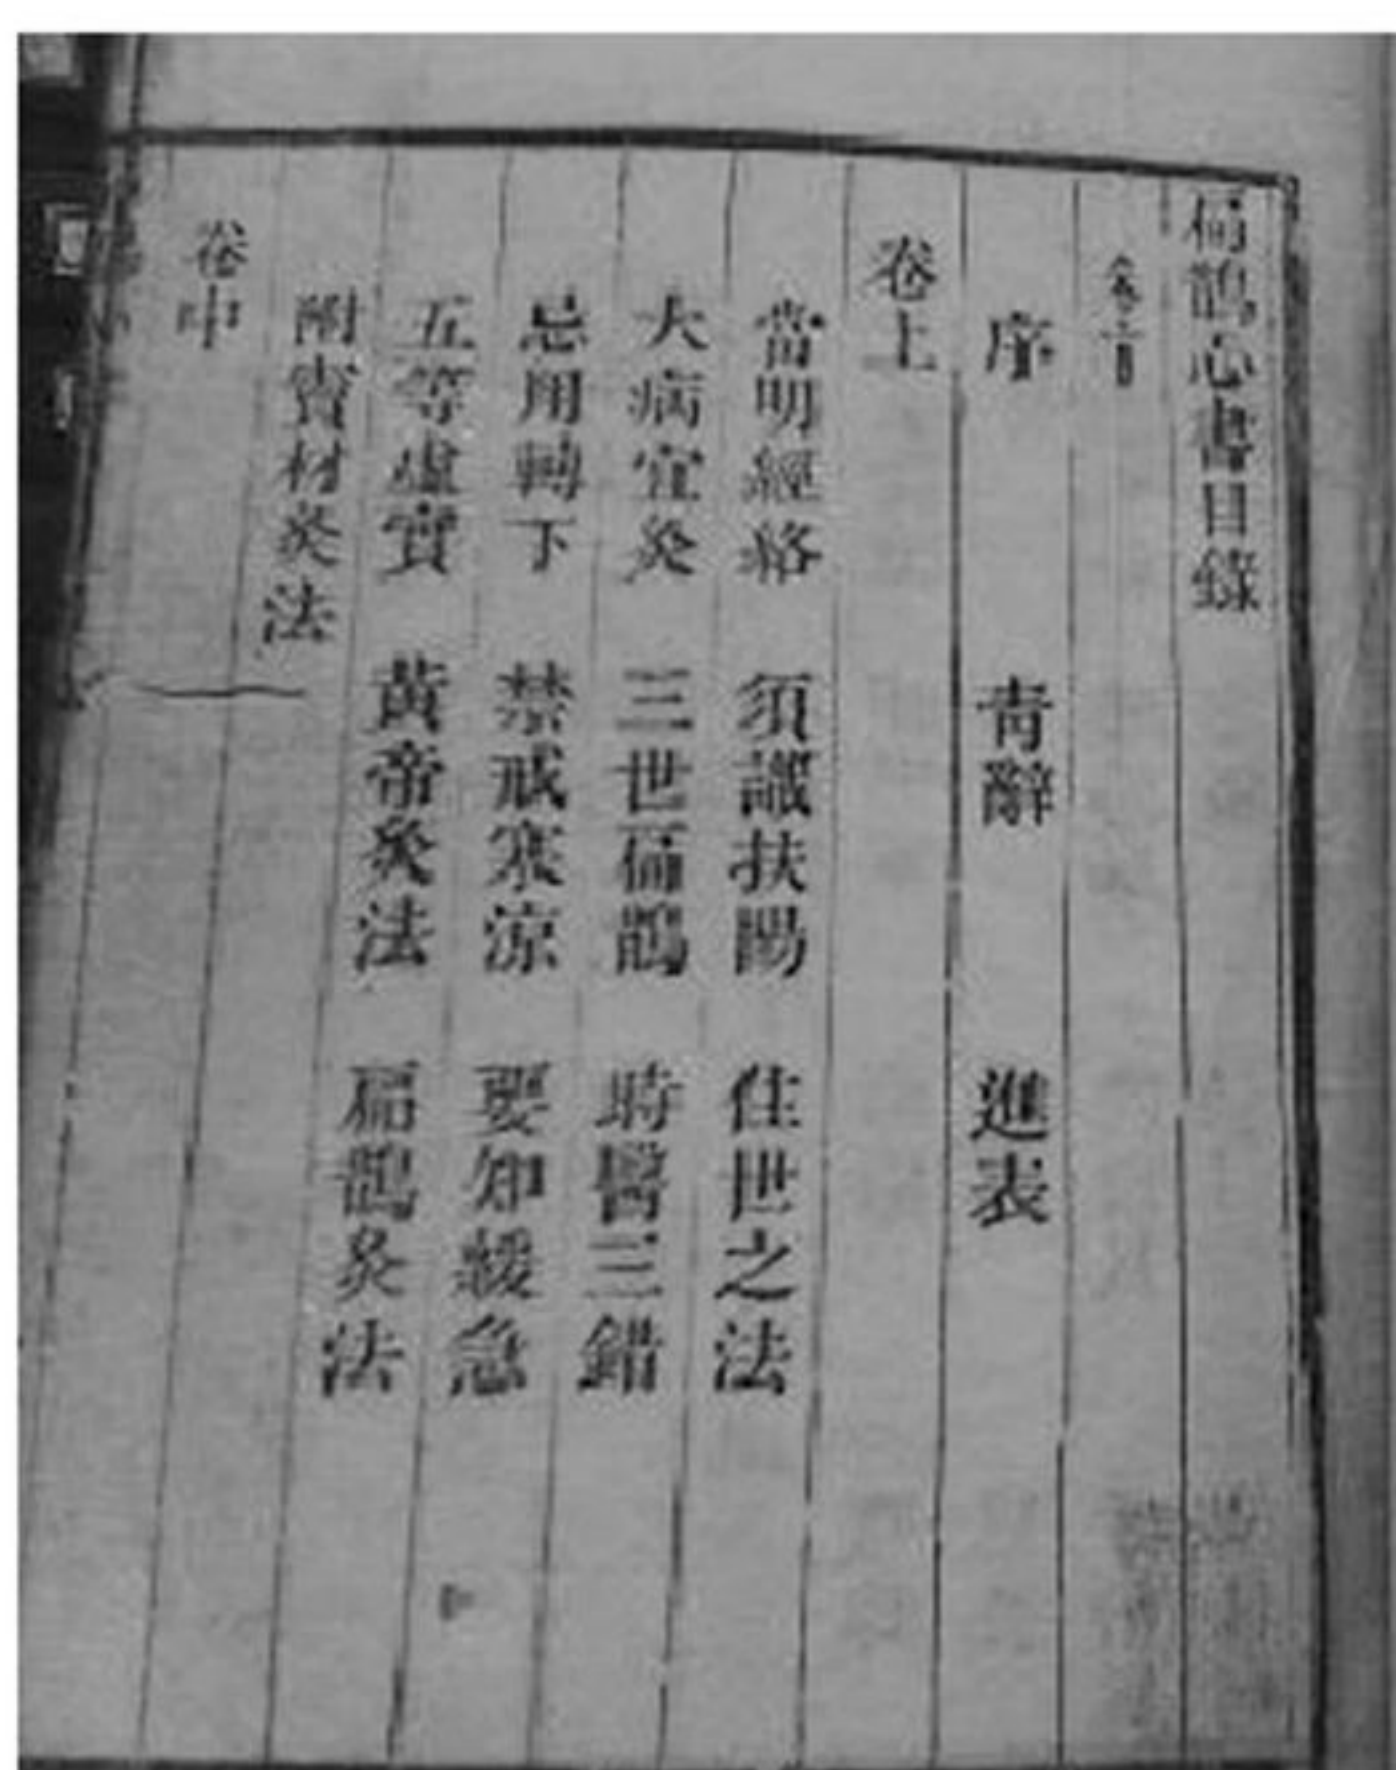 扁鵲心書目錄
卷首
序 青辭 進表
卷上
當明經絡 須識扶陽 住世之法
大病宜灸 三世扁鵲 時醫三錯
忌用轉下 禁戒寒涼 要知緩急
五等虛實 黃帝灸法 扁鵲灸法
附竇材灸法
卷中